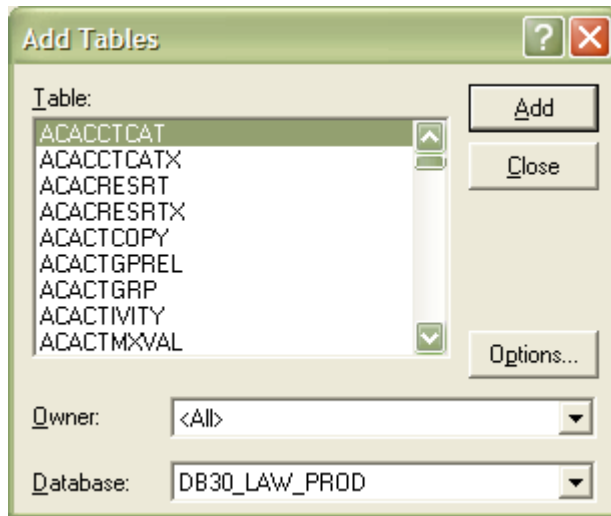 Add Tables
Table:
ACACCTCAT
ACACCTCATX
ACACRESRT
ACACRESRTX
ACACTCOPY
ACACTGPREL
ACACTGRP
ACACTIVITY
ACACTMXVAL
Add
Close
Options...
Owner:
<All>
Database:
DB30_LAW_PROD